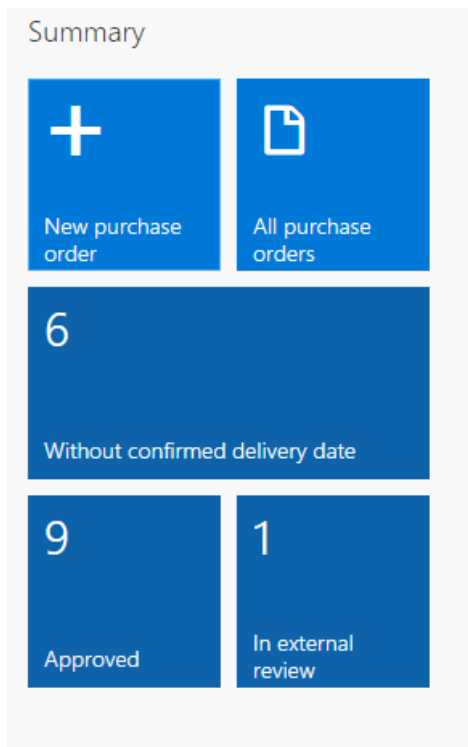 Summary
New purchase
order
All purchase
orders
6
Without confirmed delivery date
9
Approved
1
In external
review